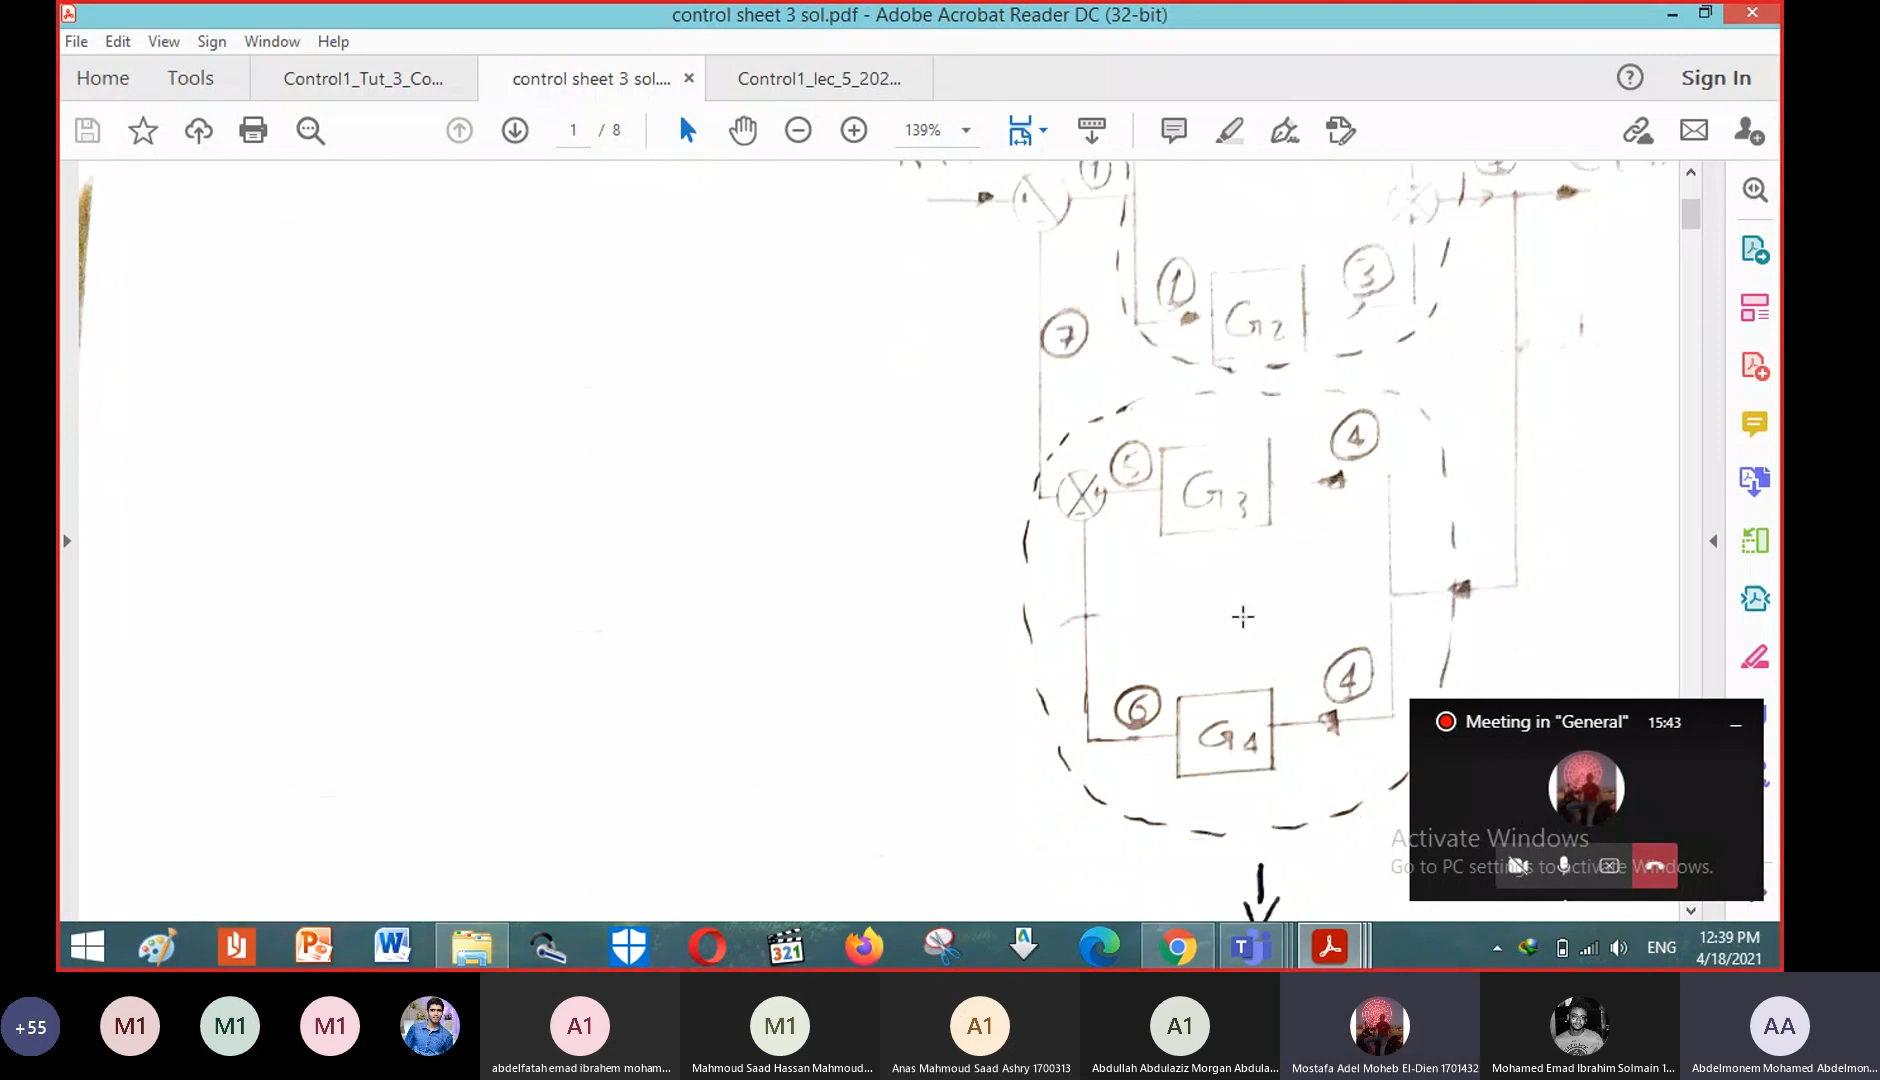 control sheet 3 sol.pdf - Adobe Acrobat Reader DC (32-bit)
File Edit View Sign Window Help
Home Tools Control1_Tut_3_Co... control sheet 3 sol.... × Control1_lec_5_202... Sign In
1 / 8 139%
1
1 G2 3
7
4
5 G3
4
6 G4
Meeting in "General" 15:43
Activate Windows
Go to PC settings to activate Windows.
321
ENG
12:39 PM
4/18/2021
+55 M1 M1 M1 A1 M1 A1 A1 AA
abdelfatah emad ibrahem moham... Mahmoud Saad Hassan Mahmoud... Anas Mahmoud Saad Ashry 1700313 Abdullah Abdulaziz Morgan Abdula... Mostafa Adel Moheb El-Dien 1701432 Mohamed Emad Ibrahim Solmain 1... Abdelmonem Mohamed Abdelmon...